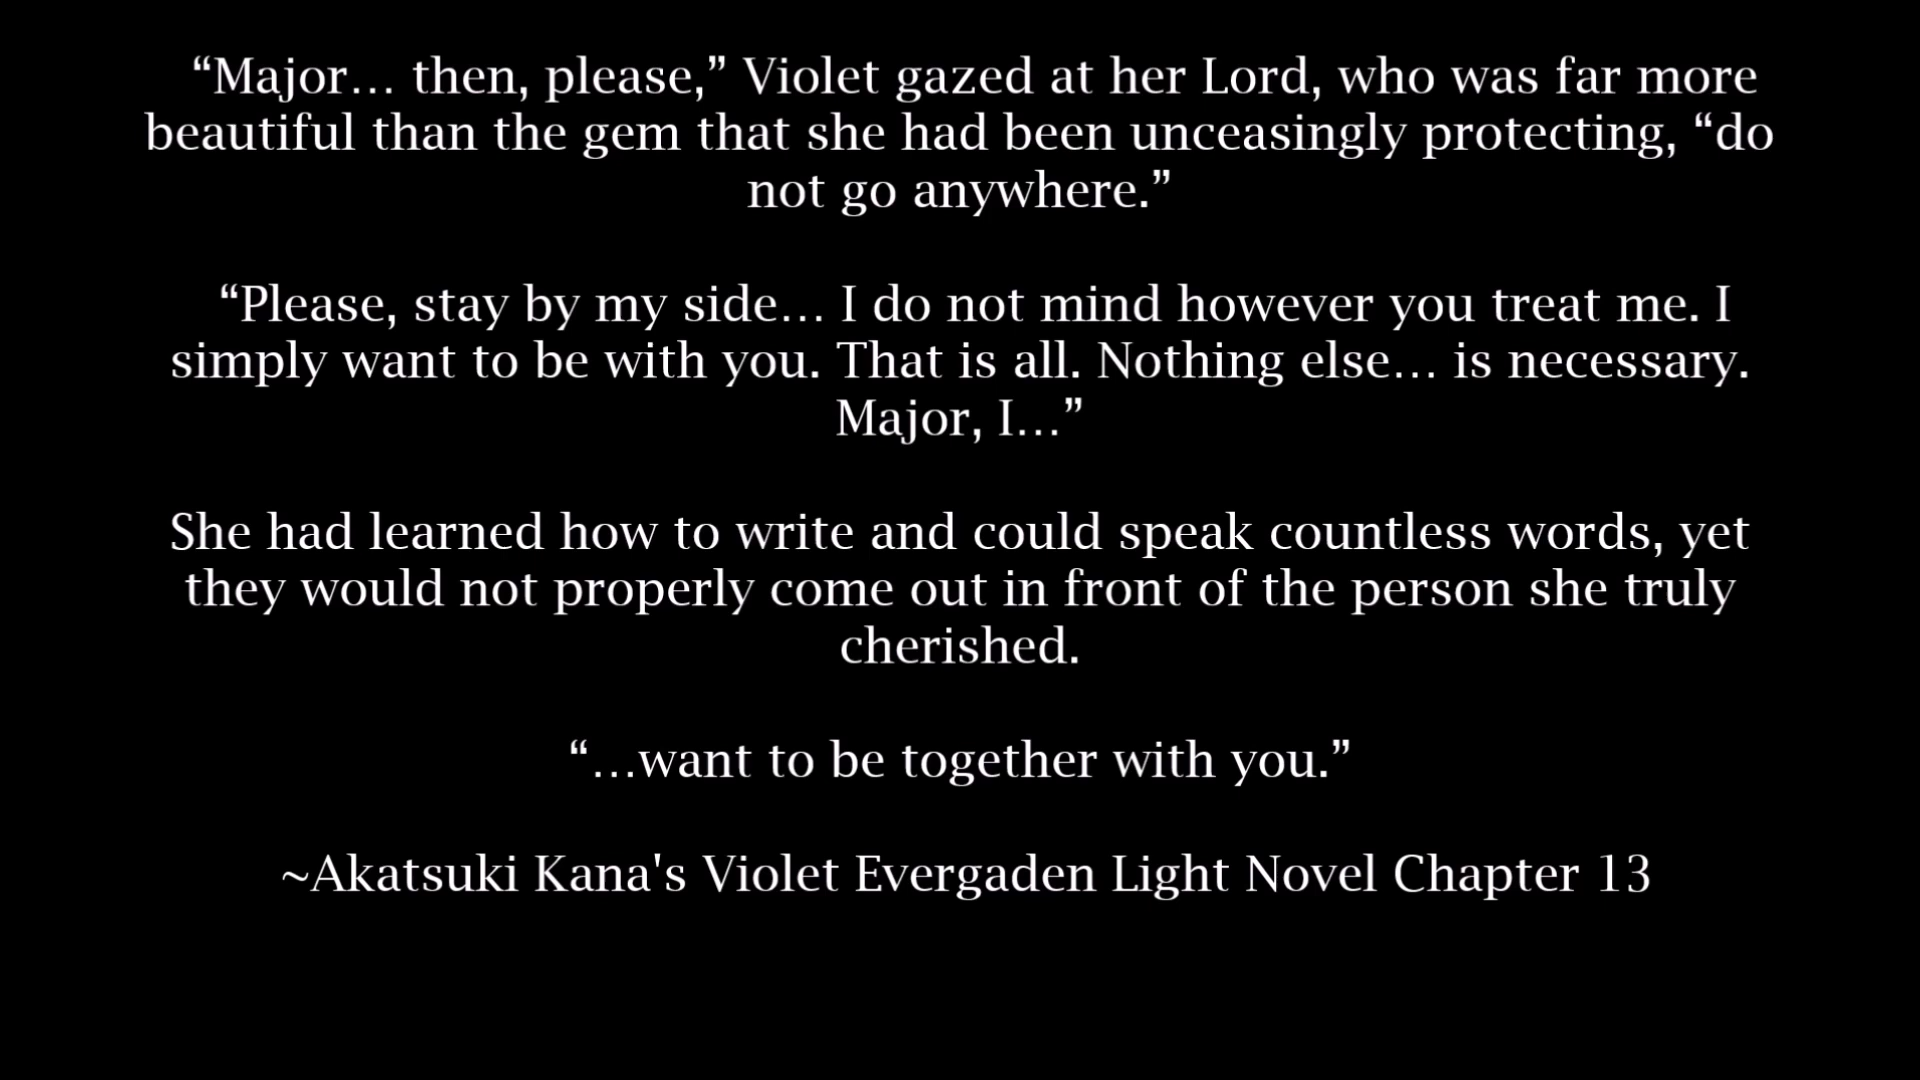 “Major… then, please,” Violet gazed at her Lord, who was far more
beautiful than the gem that she had been unceasingly protecting, “do
not go anywhere.”
“Please, stay by my side… I do not mind however you treat me. I
simply want to be with you. That is all. Nothing else… is necessary.
Major, I…”
She had learned how to write and could speak countless words, yet
they would not properly come out in front of the person she truly
cherished.
“…want to be together with you.”
~Akatsuki Kana's Violet Evergaden Light Novel Chapter 13